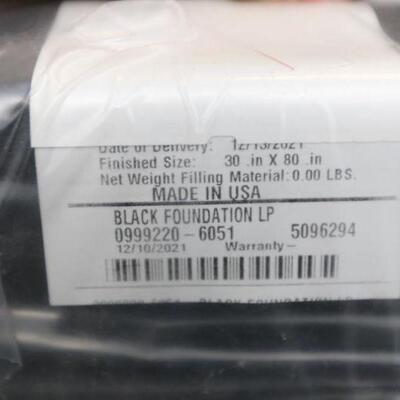 Date of Delivery: 12/13/2021
Finished Size: 30 .in X 80 .in
Net Weight Filling Material: 0.00 LBS.
MADE IN USA
BLACK FOUNDATION LP
0999220-6051 5096294
12/10/2021 Warranty-